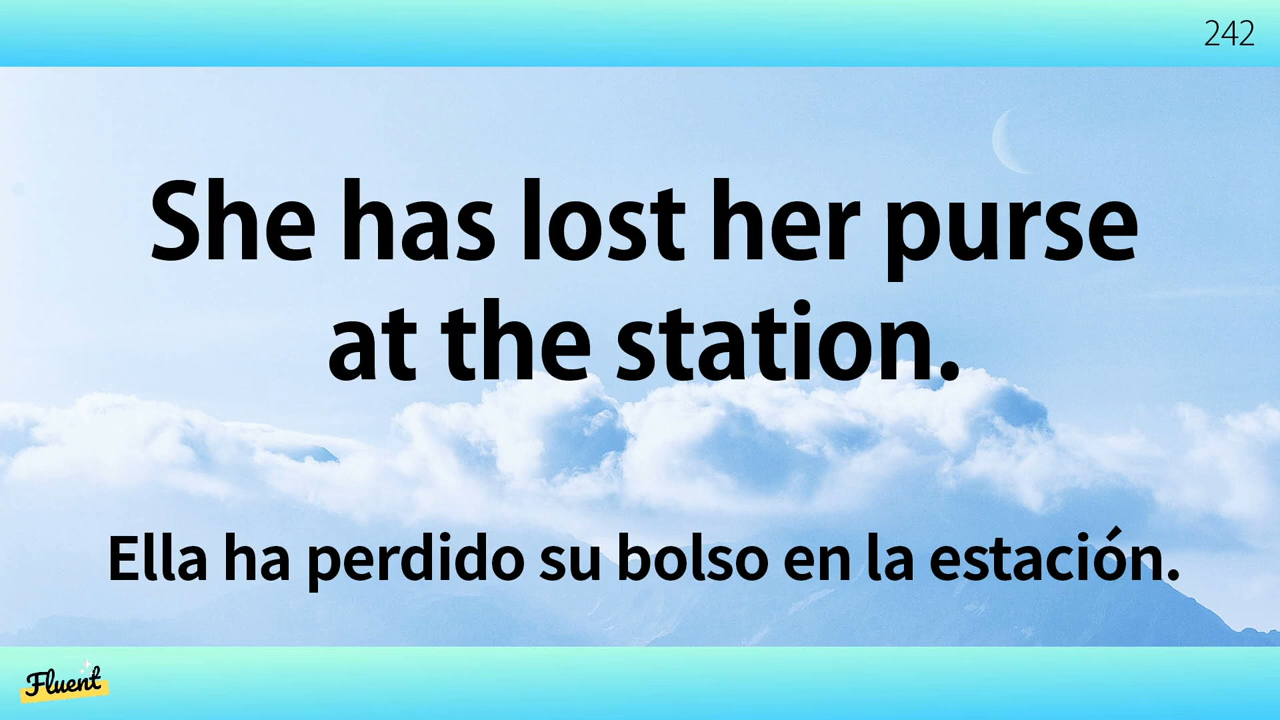 242
She has lost her purse
at the station.
Ella ha perdido su bolso en la estación.
Fluent